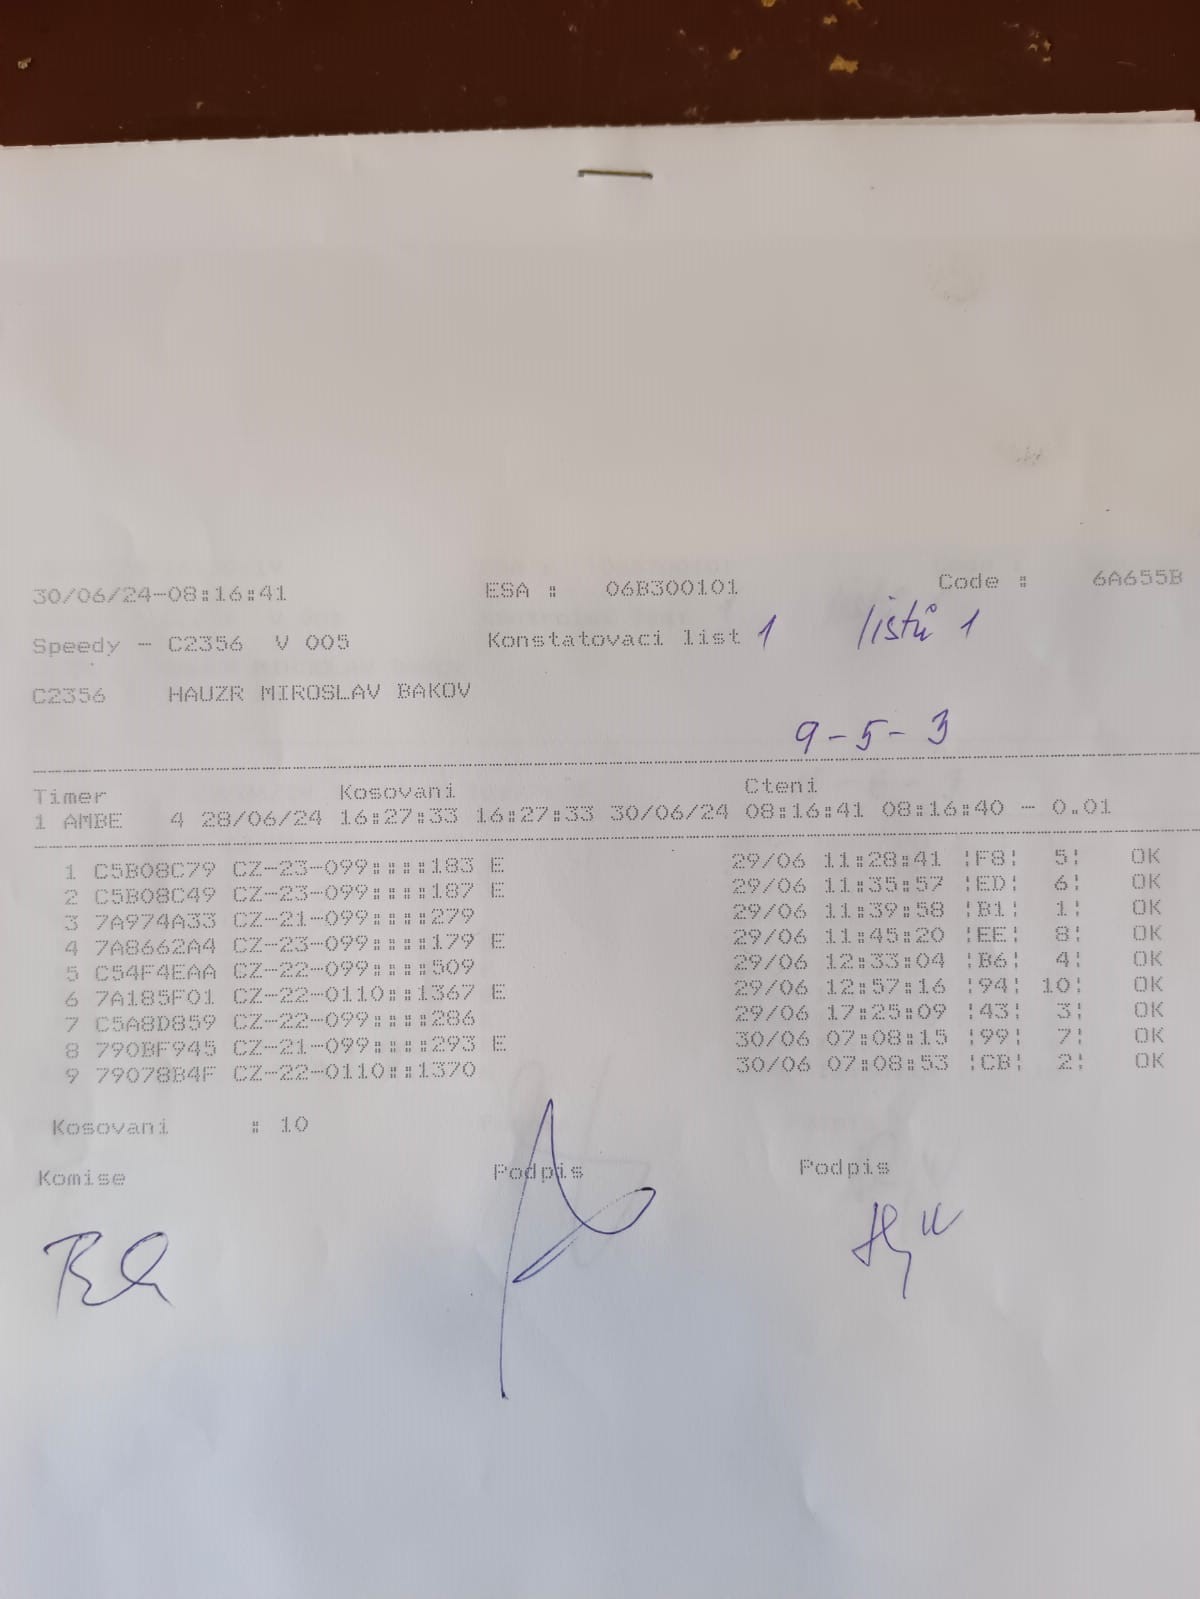 30/06/24-08:16:41 ESA : 06B300101 Code : 6A655B
Speedy - C2356 V 005 Konstatovaci list 1 listů 1
C2356 HAUZR MIROSLAV BAKOV
9-5-3
Timer Kosovani Cteni
1 AMBE 4 28/06/24 16:27:33 16:27:33 30/06/24 08:16:41 08:16:40 - 0.01
1 C5B08C79 CZ-23-099::::183 E 29/06 11:28:41 ¦F8¦ 5¦ OK
2 C5B08C49 CZ-23-099::::187 E 29/06 11:35:57 ¦ED¦ 6¦ OK
3 7A974A33 CZ-21-099::::279 29/06 11:39:58 ¦B1¦ 1¦ OK
4 7A8662A4 CZ-23-099::::179 E 29/06 11:45:20 ¦EE¦ 8¦ OK
5 C54F4EAA CZ-22-099::::509 29/06 12:33:04 ¦B6¦ 4¦ OK
6 7A185F01 CZ-22-0110:::1367 E 29/06 12:57:16 ¦94¦ 10¦ OK
7 C5A8D859 CZ-22-099::::286 29/06 17:25:09 ¦43¦ 3¦ OK
8 790BF945 CZ-21-099::::293 E 30/06 07:08:15 ¦99¦ 7¦ OK
9 79078B4F CZ-22-0110:::1370 30/06 07:08:53 ¦CB¦ 2¦ OK
Kosovani : 10
Komise Podpis Podpis